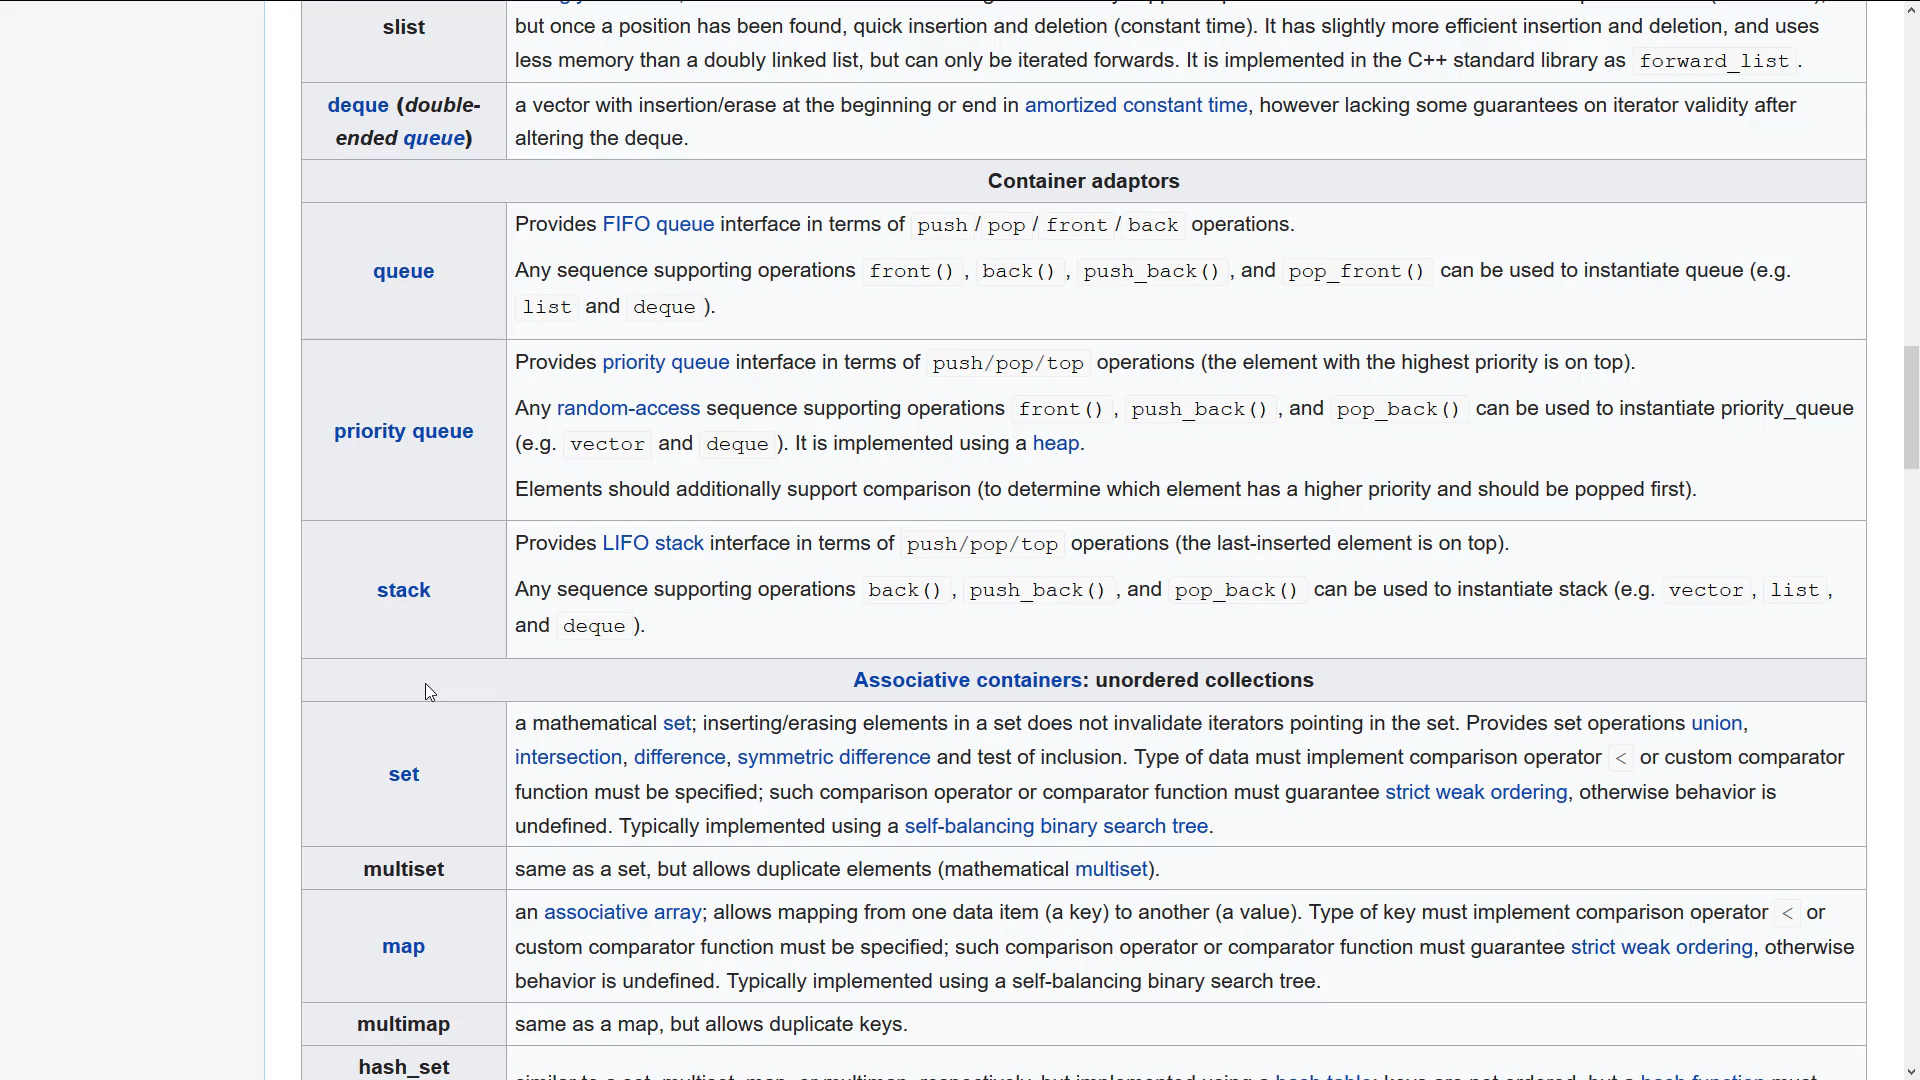 slist
but once a position has been found, quick insertion and deletion (constant time). It has slightly more efficient insertion and deletion, and uses
less memory than a doubly linked list, but can only be iterated forwards. It is implemented in the C++ standard library as forward_list.
deque (double-
ended queue)
a vector with insertion/erase at the beginning or end in amortized constant time, however lacking some guarantees on iterator validity after
altering the deque.
Container adaptors
queue
Provides FIFO queue interface in terms of push / pop / front / back operations.
Any sequence supporting operations front(), back(), push_back(), and pop_front() can be used to instantiate queue (e.g.
list and deque).
priority queue
Provides priority queue interface in terms of push/pop/top operations (the element with the highest priority is on top).
Any random-access sequence supporting operations front(), push_back(), and pop_back() can be used to instantiate priority_queue
(e.g. vector and deque). It is implemented using a heap.
Elements should additionally support comparison (to determine which element has a higher priority and should be popped first).
stack
Provides LIFO stack interface in terms of push/pop/top operations (the last-inserted element is on top).
Any sequence supporting operations back(), push_back(), and pop_back() can be used to instantiate stack (e.g. vector, list,
and deque).
Associative containers: unordered collections
set
a mathematical set; inserting/erasing elements in a set does not invalidate iterators pointing in the set. Provides set operations union,
intersection, difference, symmetric difference and test of inclusion. Type of data must implement comparison operator < or custom comparator
function must be specified; such comparison operator or comparator function must guarantee strict weak ordering, otherwise behavior is
undefined. Typically implemented using a self-balancing binary search tree.
multiset
same as a set, but allows duplicate elements (mathematical multiset).
map
an associative array; allows mapping from one data item (a key) to another (a value). Type of key must implement comparison operator < or
custom comparator function must be specified; such comparison operator or comparator function must guarantee strict weak ordering, otherwise
behavior is undefined. Typically implemented using a self-balancing binary search tree.
multimap
same as a map, but allows duplicate keys.
hash_set